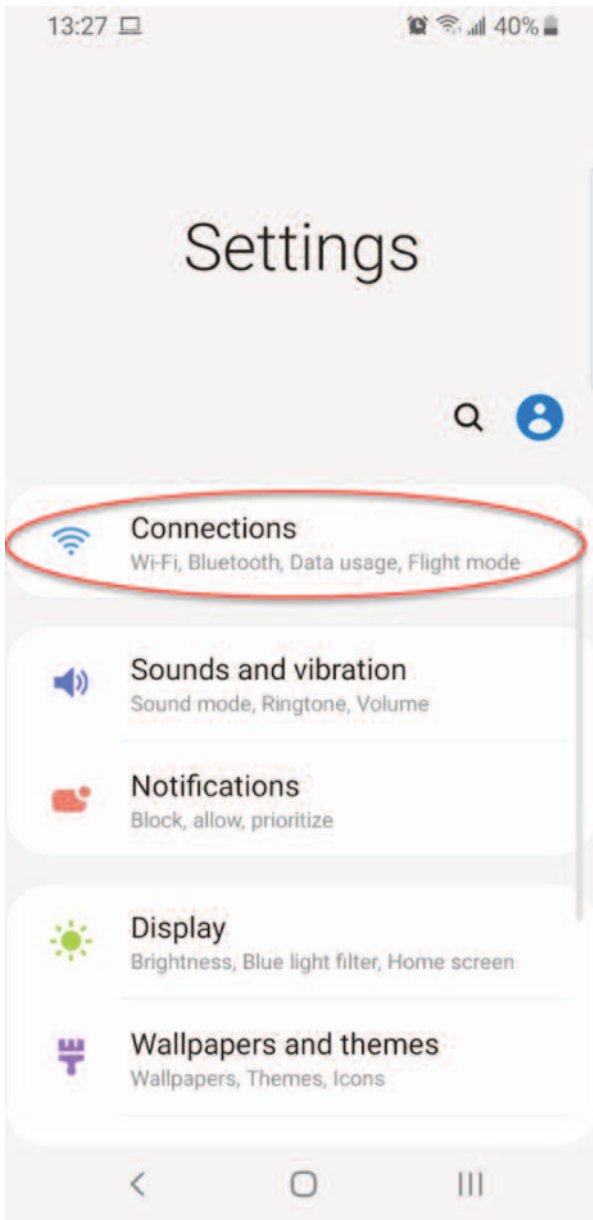 13:27 40%
Settings
Connections
Wi-Fi, Bluetooth, Data usage, Flight mode
Sounds and vibration
Sound mode, Ringtone, Volume
Notifications
Block, allow, prioritize
Display
Brightness, Blue light filter, Home screen
Wallpapers and themes
Wallpapers, Themes, Icons